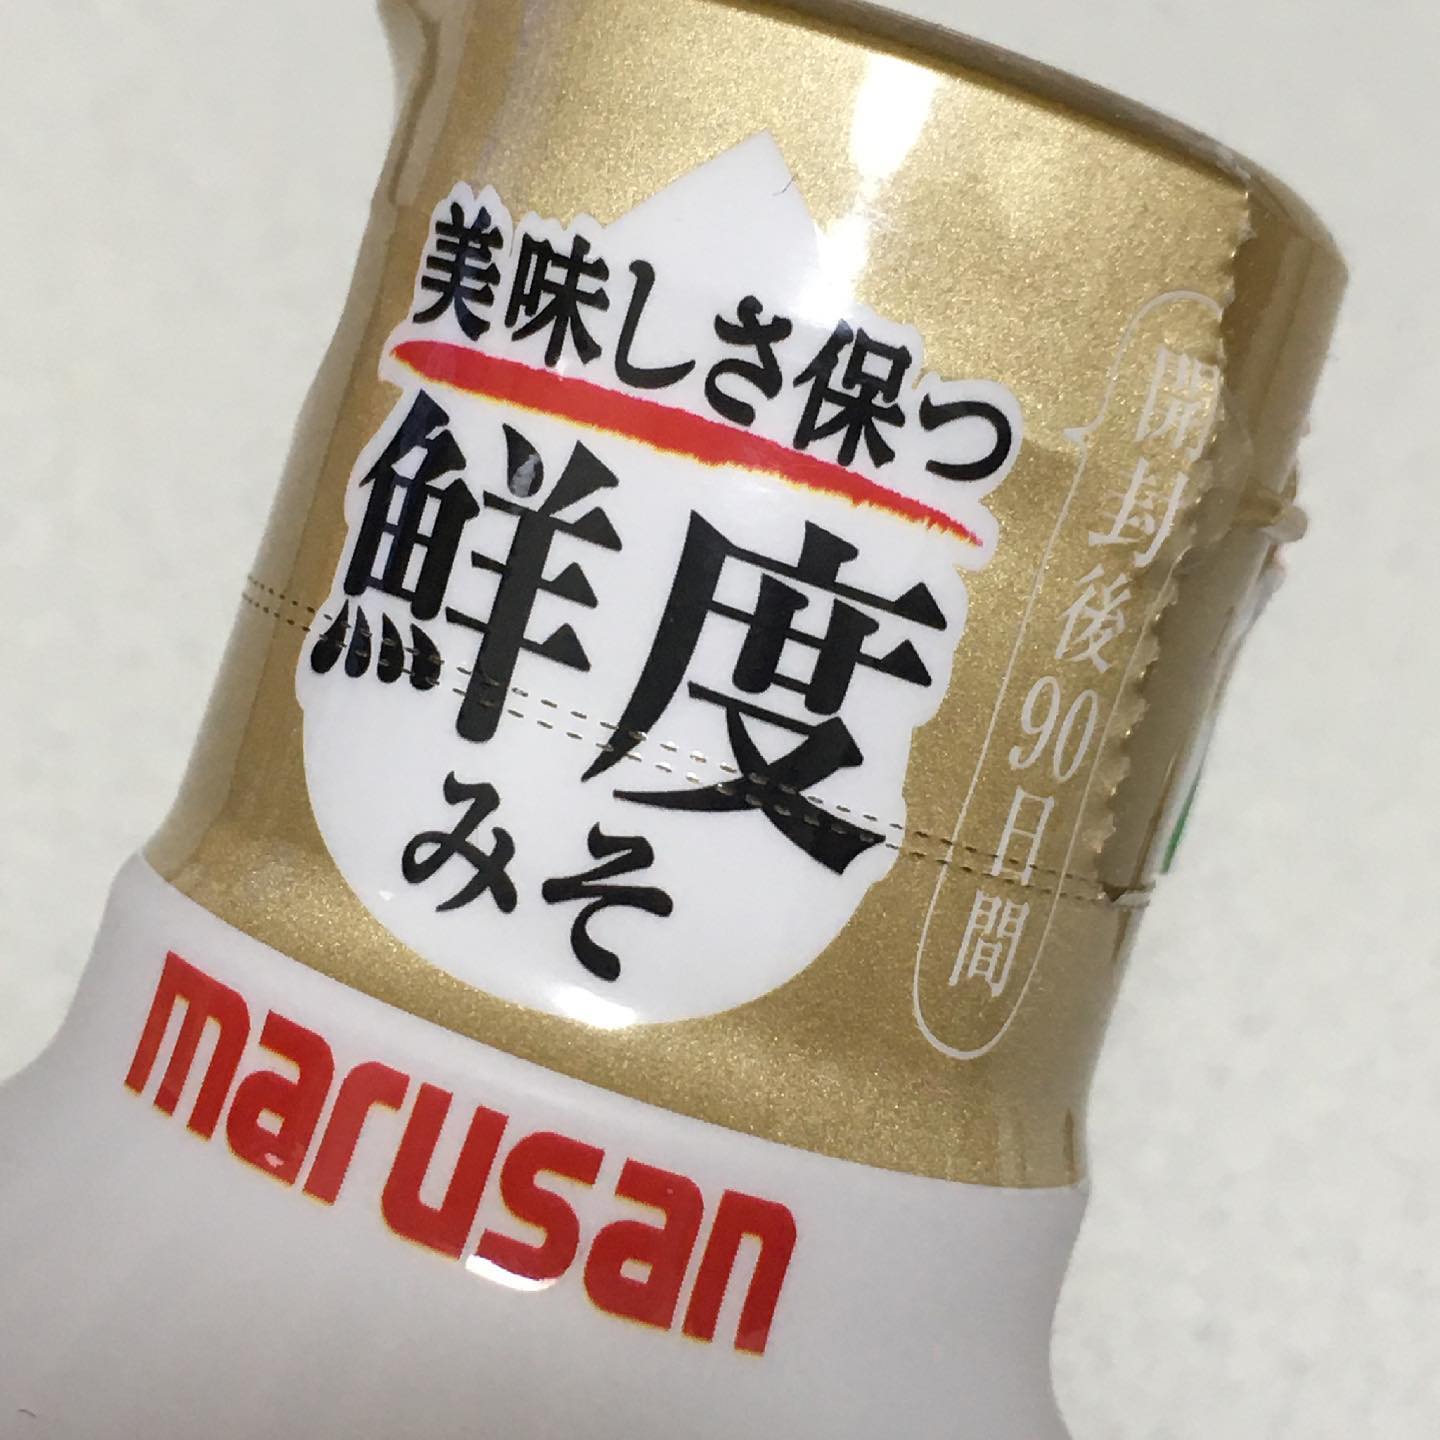 美味しさ保つ
鮮度
みそ
開封後90日間
marusan